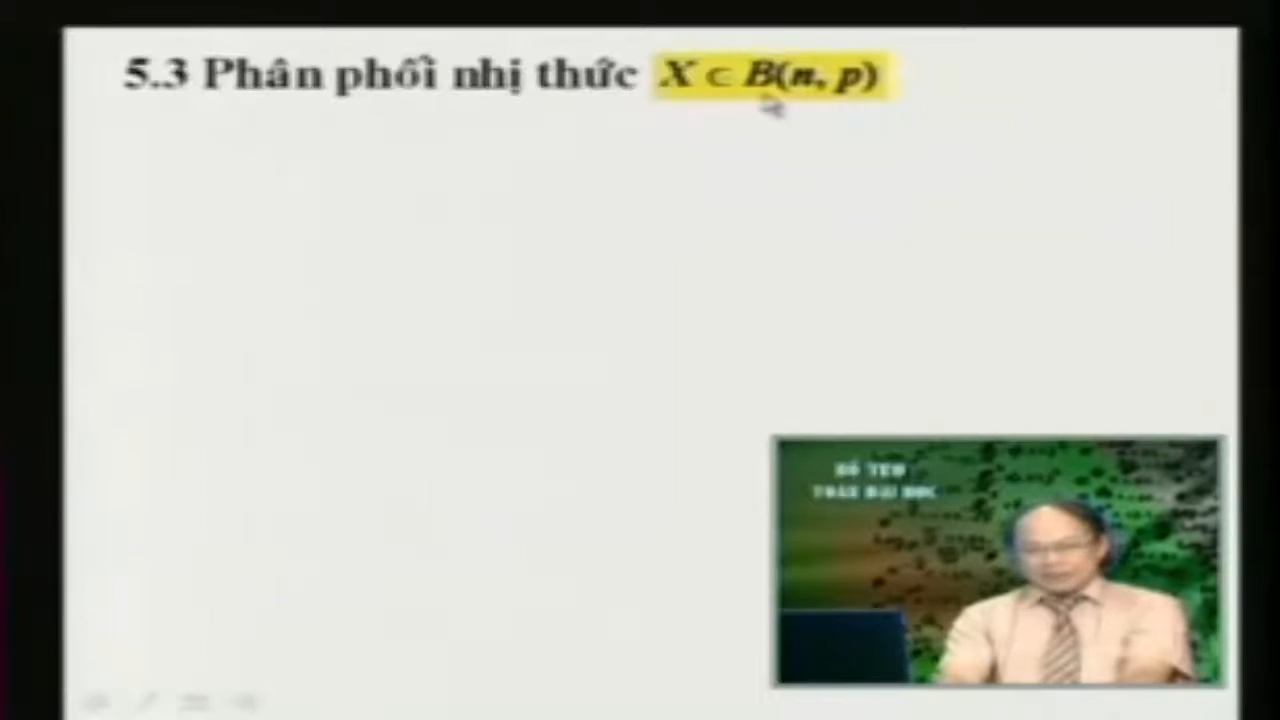 5.3 Phân phối nhị thức X ⊂ B(n, p)